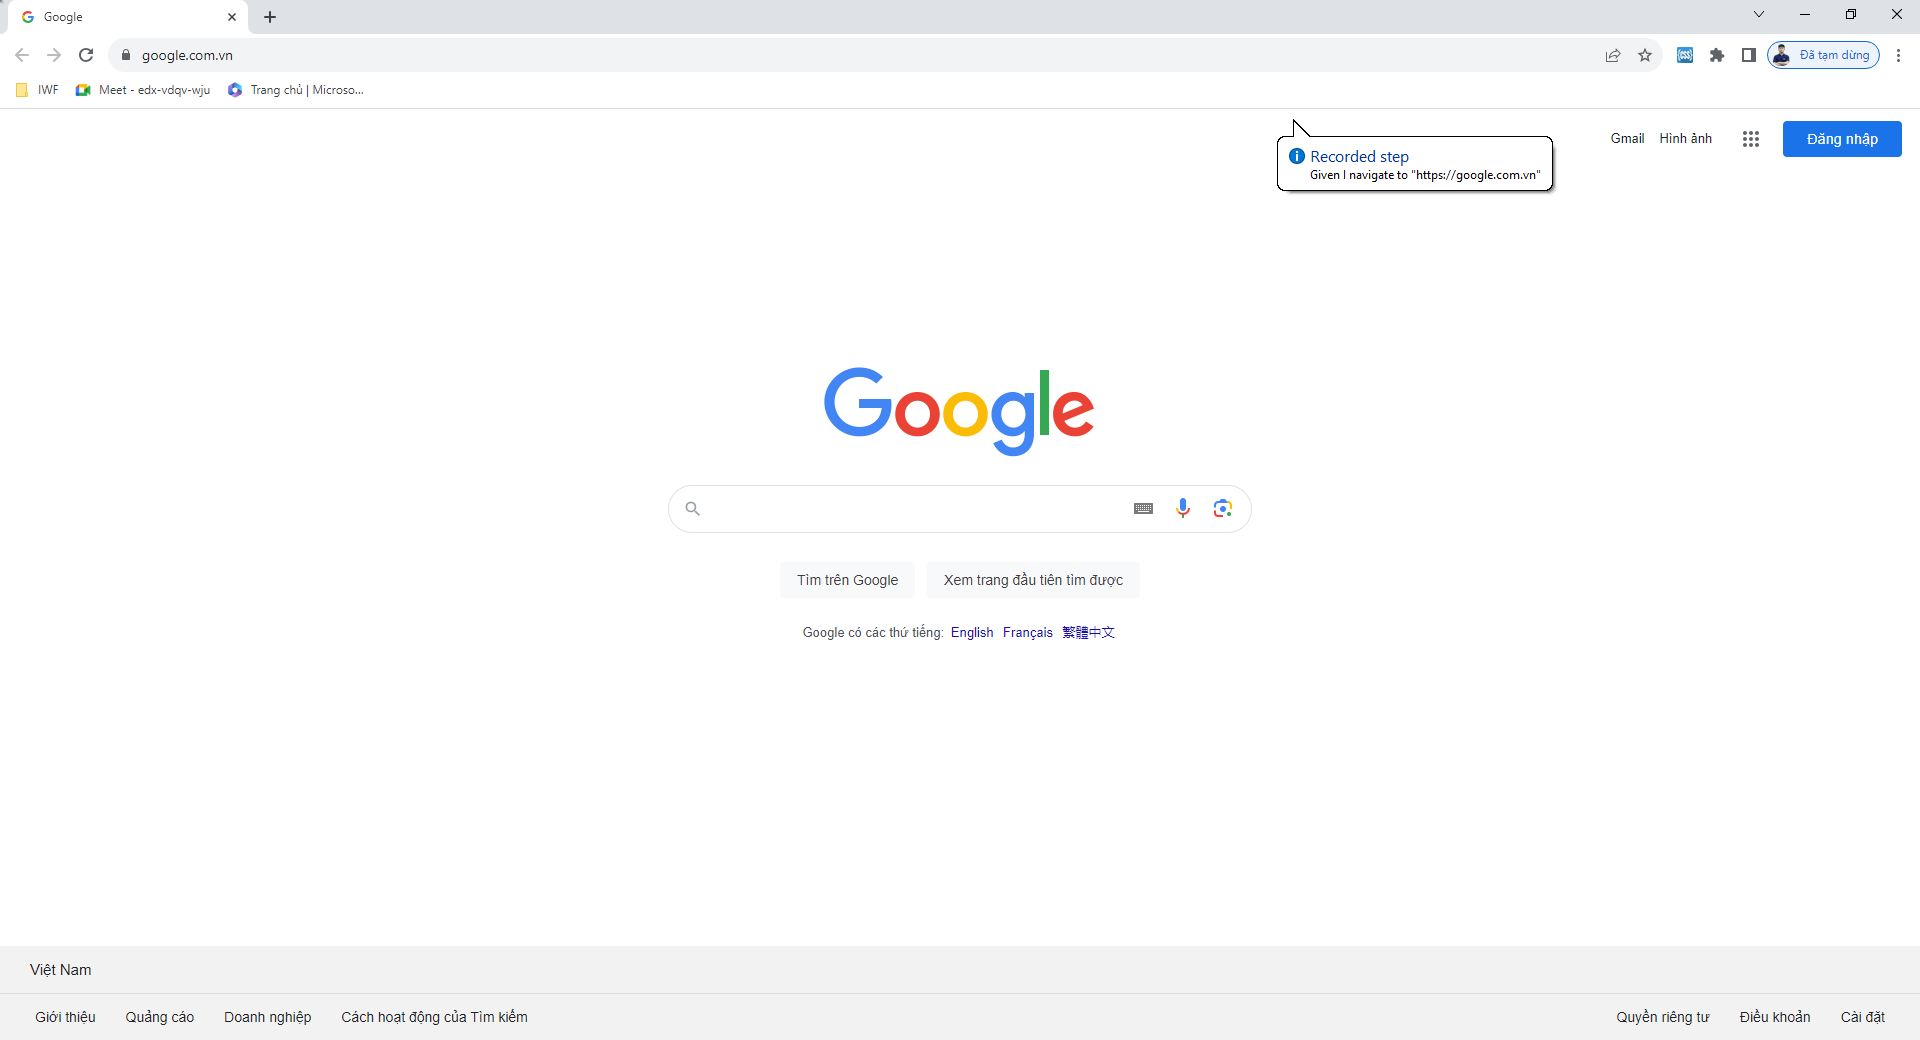 Google
google.com.vn
Đã tạm dừng
IWF
Meet - edx-vdqv-wju
Trang chủ | Microso...
Gmail
Hình ảnh
Đăng nhập
Recorded step
Given I navigate to "https://google.com.vn"
Google
Tìm trên Google
Xem trang đầu tiên tìm được
Google có các thứ tiếng: English Français 繁體中文
Việt Nam
Giới thiệu
Quảng cáo
Doanh nghiệp
Cách hoạt động của Tìm kiếm
Quyền riêng tư
Điều khoản
Cài đặt